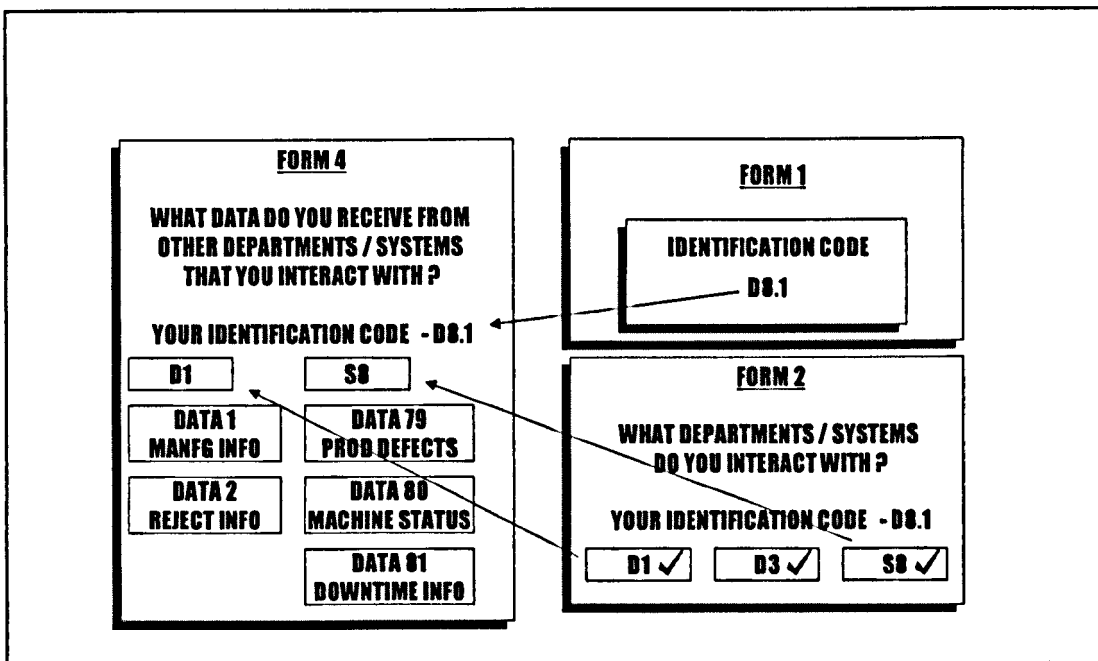 FORM 4
WHAT DATA DO YOU RECEIVE FROM
OTHER DEPARTMENTS / SYSTEMS
THAT YOU INTERACT WITH ?
YOUR IDENTIFICATION CODE - D8.1
D1
S8
DATA 1
MANFG INFO
DATA 79
PROD DEFECTS
DATA 2
REJECT INFO
DATA 80
MACHINE STATUS
DATA 81
DOWNTIME INFO
FORM 1
IDENTIFICATION CODE
D8.1
FORM 2
WHAT DEPARTMENTS / SYSTEMS
DO YOU INTERACT WITH ?
YOUR IDENTIFICATION CODE - D8.1
D1 ✓ D3 ✓ S8 ✓